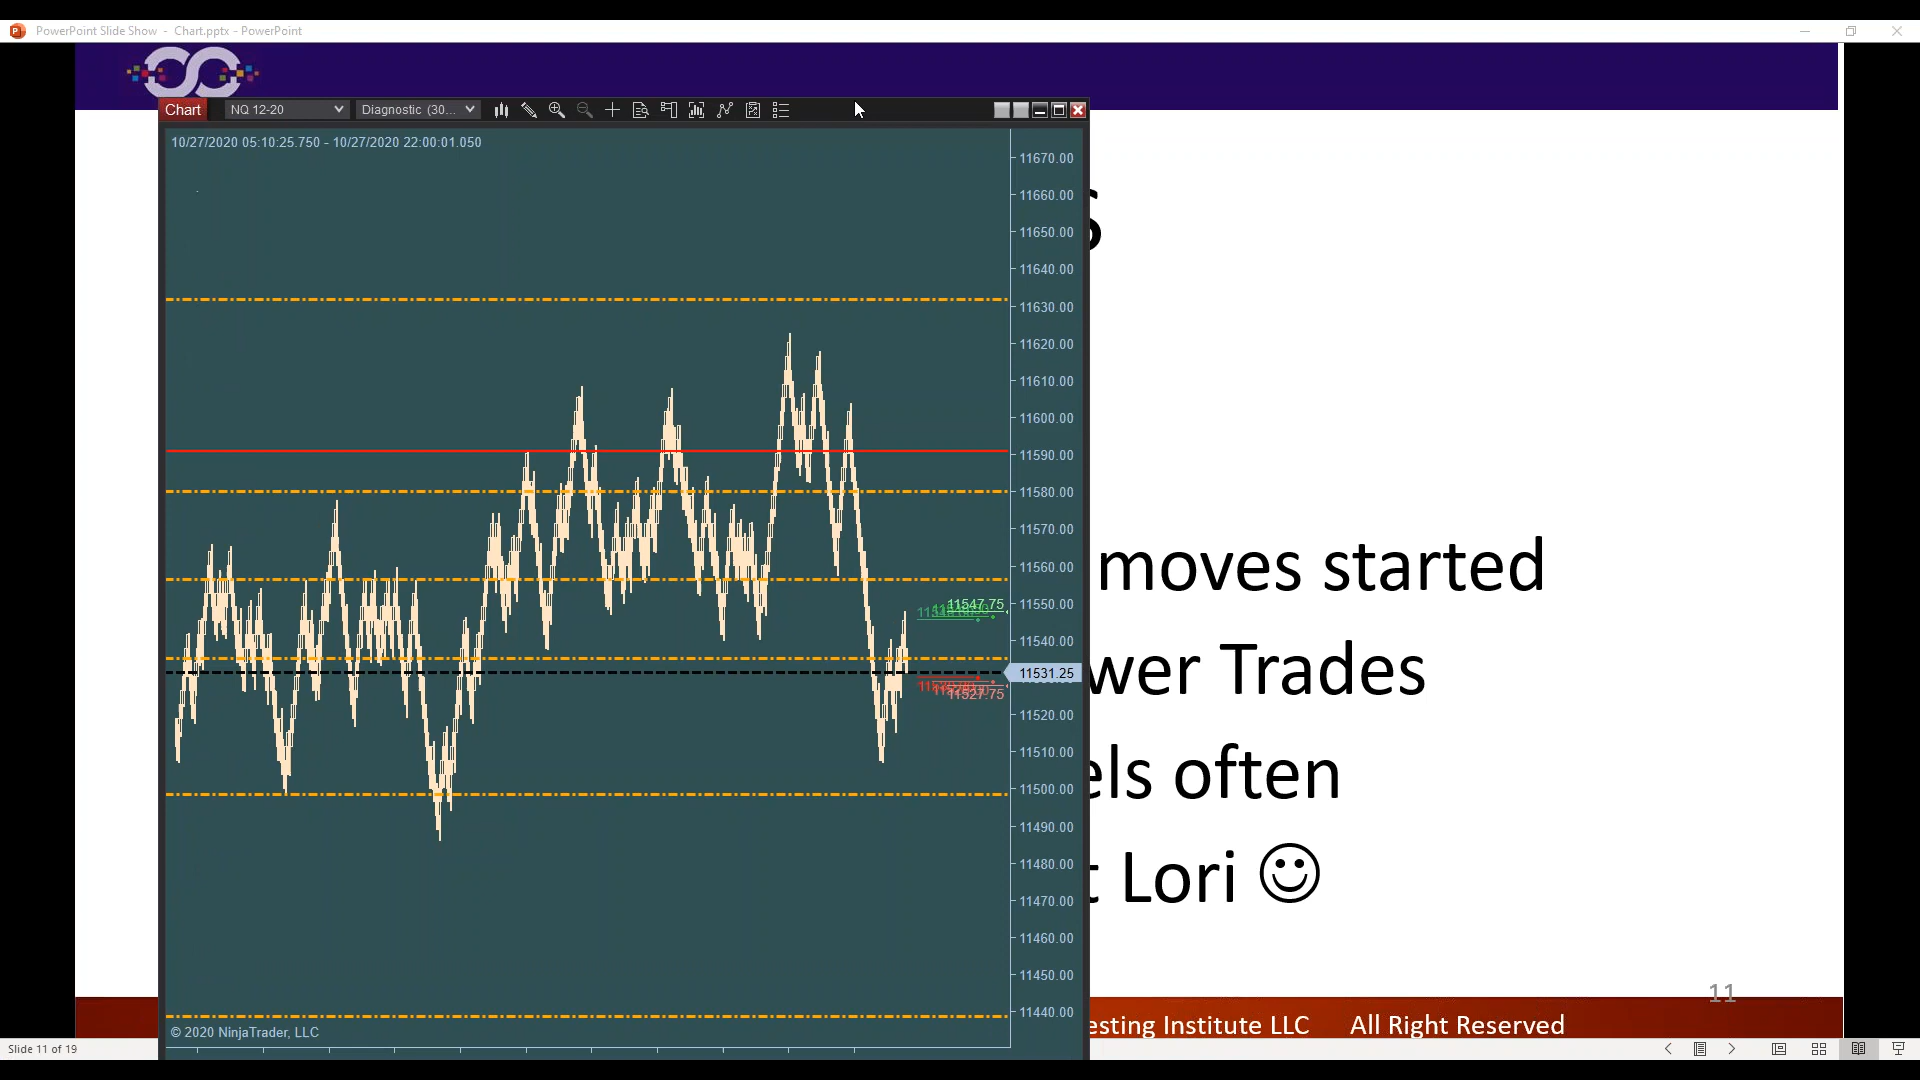 PowerPoint Slide Show - Chart.pptx - PowerPoint
Chart
NQ 12-20
Diagnostic (30...
10/27/2020 05:10:25.750 - 10/27/2020 22:00:01.050
11670.00
11660.00
11650.00
11640.00
11630.00
11620.00
11610.00
11600.00
11590.00
11580.00
11570.00
11560.00
11550.00
11547.75
11540.00
11531.25
11527.75
11520.00
11510.00
11500.00
11490.00
11480.00
11470.00
11460.00
11450.00
11440.00
© 2020 NinjaTrader, LLC
s
moves started
wer Trades
els often
t Lori ☺
11
esting Institute LLC All Right Reserved
Slide 11 of 19